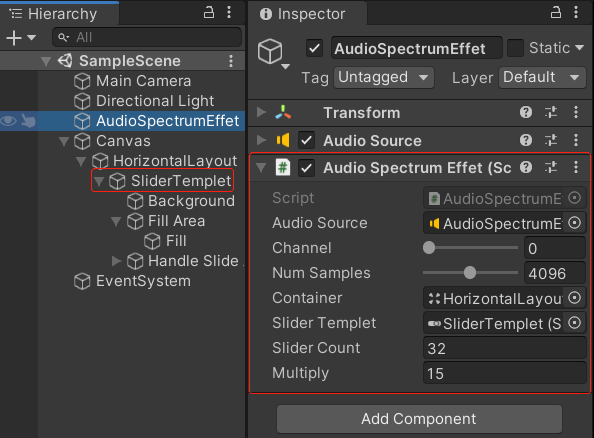 Hierarchy
All
SampleScene
Main Camera
Directional Light
AudioSpectrumEffet
Canvas
HorizontalLayout
SliderTemplet
Background
Fill Area
Fill
Handle Slide
EventSystem
Inspector
AudioSpectrumEffet Static
Tag Untagged Layer Default
Transform
Audio Source
Audio Spectrum Effet (Sc
Script AudioSpectrumE
Audio Source AudioSpectrumE
Channel 0
Num Samples 4096
Container HorizontalLayou
Slider Templet SliderTemplet (S
Slider Count 32
Multiply 15
Add Component